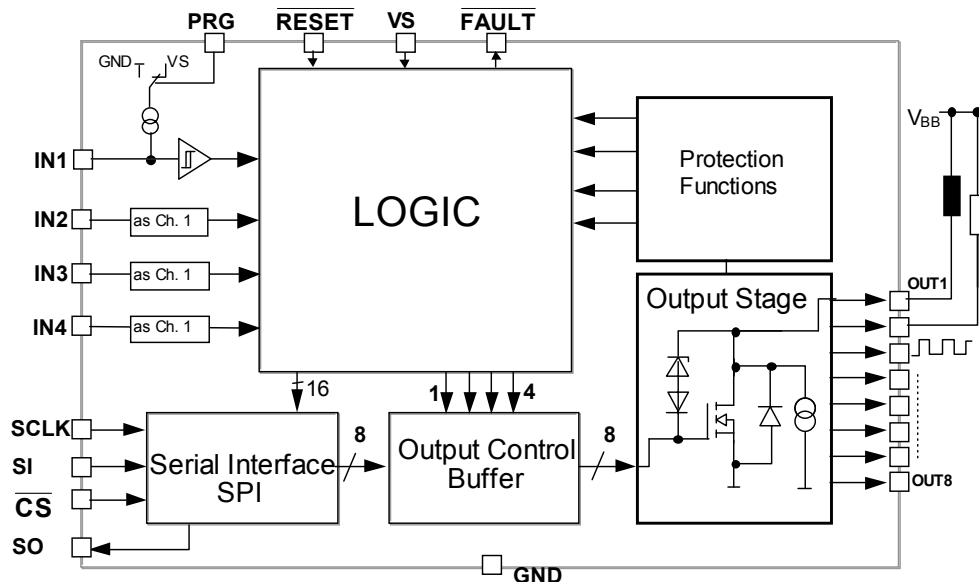 PRG
RESET
VS
FAULT
GND
VS
IN1
IN2
as Ch. 1
IN3
as Ch. 1
IN4
as Ch. 1
LOGIC
Protection
Functions
VBB
Output Stage
OUT1
OUT8
16
1
4
SCLK
SI
CS
SO
Serial Interface
SPI
8
Output Control
Buffer
8
GND